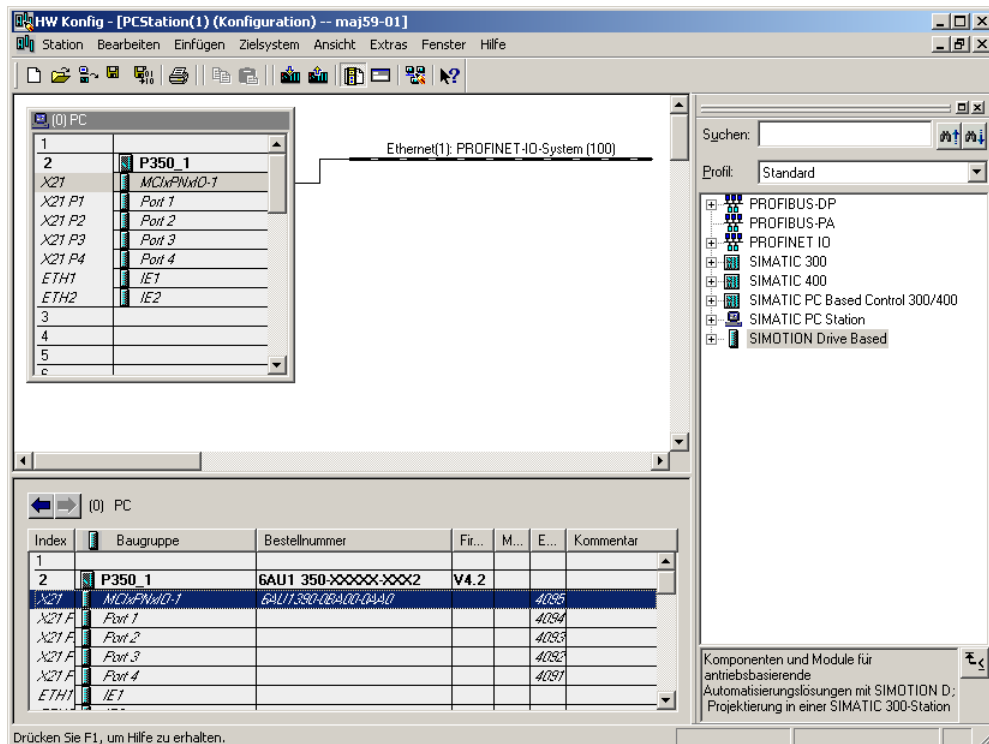 HW Konfig - [PCStation(1) (Konfiguration) -- maj59-01]
Station Bearbeiten Einfügen Zielsystem Ansicht Extras Fenster Hilfe
(0) PC
1
2 P350_1
X21 MCIxPNxIO-1
X21 P1 Port 1
X21 P2 Port 2
X21 P3 Port 3
X21 P4 Port 4
ETH1 IE1
ETH2 IE2
3
4
5
Ethernet(1): PROFINET-IO-System (100)
Suchen:
Profil: Standard
PROFIBUS-DP
PROFIBUS-PA
PROFINET IO
SIMATIC 300
SIMATIC 400
SIMATIC PC Based Control 300/400
SIMATIC PC Station
SIMOTION Drive Based
(0) PC
Index Baugruppe Bestellnummer Fir... M... E... Kommentar
1
2 P350_1 6AU1 350-XXXXX-XXX2 V4.2
X21 MCIxPNxIO-1 6AU1390-0BA00-0AA0 4095
X21 P Port 1 4094
X21 P Port 2 4093
X21 P Port 3 4092
X21 P Port 4 4091
ETH1 IE1
Komponenten und Module für
antriebsbasierende
Automatisierungslösungen mit SIMOTION D;
Projektierung in einer SIMATIC 300-Station
Drücken Sie F1, um Hilfe zu erhalten.